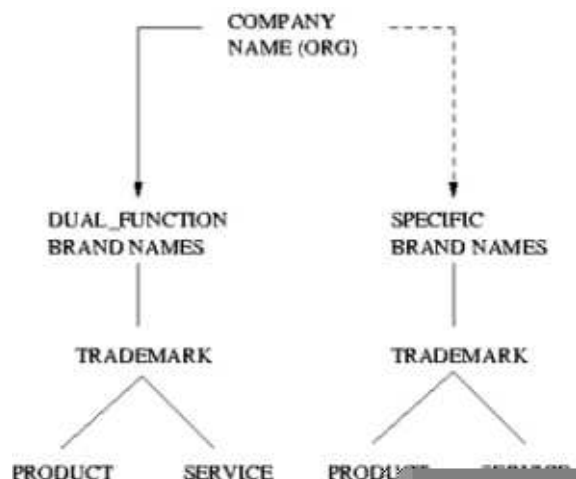 COMPANY
NAME (ORG)
DUAL_FUNCTION
BRAND NAMES
SPECIFIC
BRAND NAMES
TRADEMARK
TRADEMARK
PRODUCT SERVICE